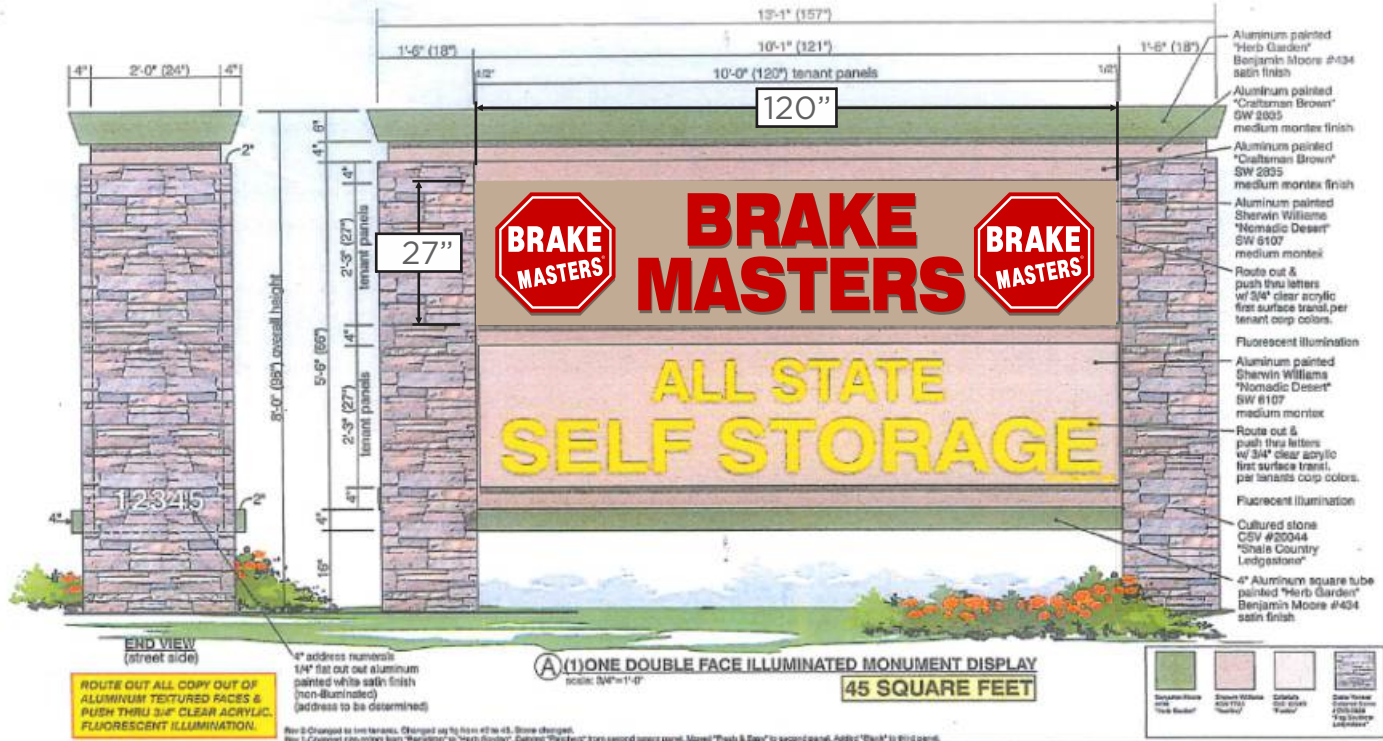 13'-1" (157")
1'-6" (18")
10'-1" (121")
1'-6" (18")
4"
2'-0" (24")
4"
1/2"
10'-0" (120") tenant panels
1/2"
120"
6"
4"
2"
4"
27"
2'-3" (27")
tenant panels
4"
2'-3" (27")
tenant panels
4"
4"
16"
5'-6" (66")
8'-0" (96") overall height
BRAKE
MASTERS
BRAKE
MASTERS
BRAKE
MASTERS
ALL STATE
SELF STORAGE
12345
2"
4"
Aluminum painted
"Herb Garden"
Benjamin Moore #434
satin finish
Aluminum painted
"Craftsman Brown"
SW 2835
medium montex finish
Aluminum painted
"Craftsman Brown"
SW 2835
medium montex finish
Aluminum painted
Sherwin Williams
"Nomadic Desert"
SW 6107
medium montex
Route out &
push thru letters
w/ 3/4" clear acrylic
first surface transl.per
tenant corp colors.
Fluorescent illumination
Aluminum painted
Sherwin Williams
"Nomadic Desert"
SW 6107
medium montex
Route out &
push thru letters
w/ 3/4" clear acrylic
first surface transl.
per tenants corp colors.
Fluorecent illumination
Cultured stone
CSV #20044
"Shale Country
Ledgestone"
4" Aluminum square tube
painted "Herb Garden"
Benjamin Moore #434
satin finish
END VIEW
(street side)
4" address numerals
1/4" flat cut out aluminum
painted white satin finish
(non-illuminated)
(address to be determined)
ROUTE OUT ALL COPY OUT OF
ALUMINUM TEXTURED FACES &
PUSH THRU 3/4" CLEAR ACRYLIC.
FLUORESCENT ILLUMINATION.
A (1)ONE DOUBLE FACE ILLUMINATED MONUMENT DISPLAY
scale: 3/4"=1'-0"
45 SQUARE FEET